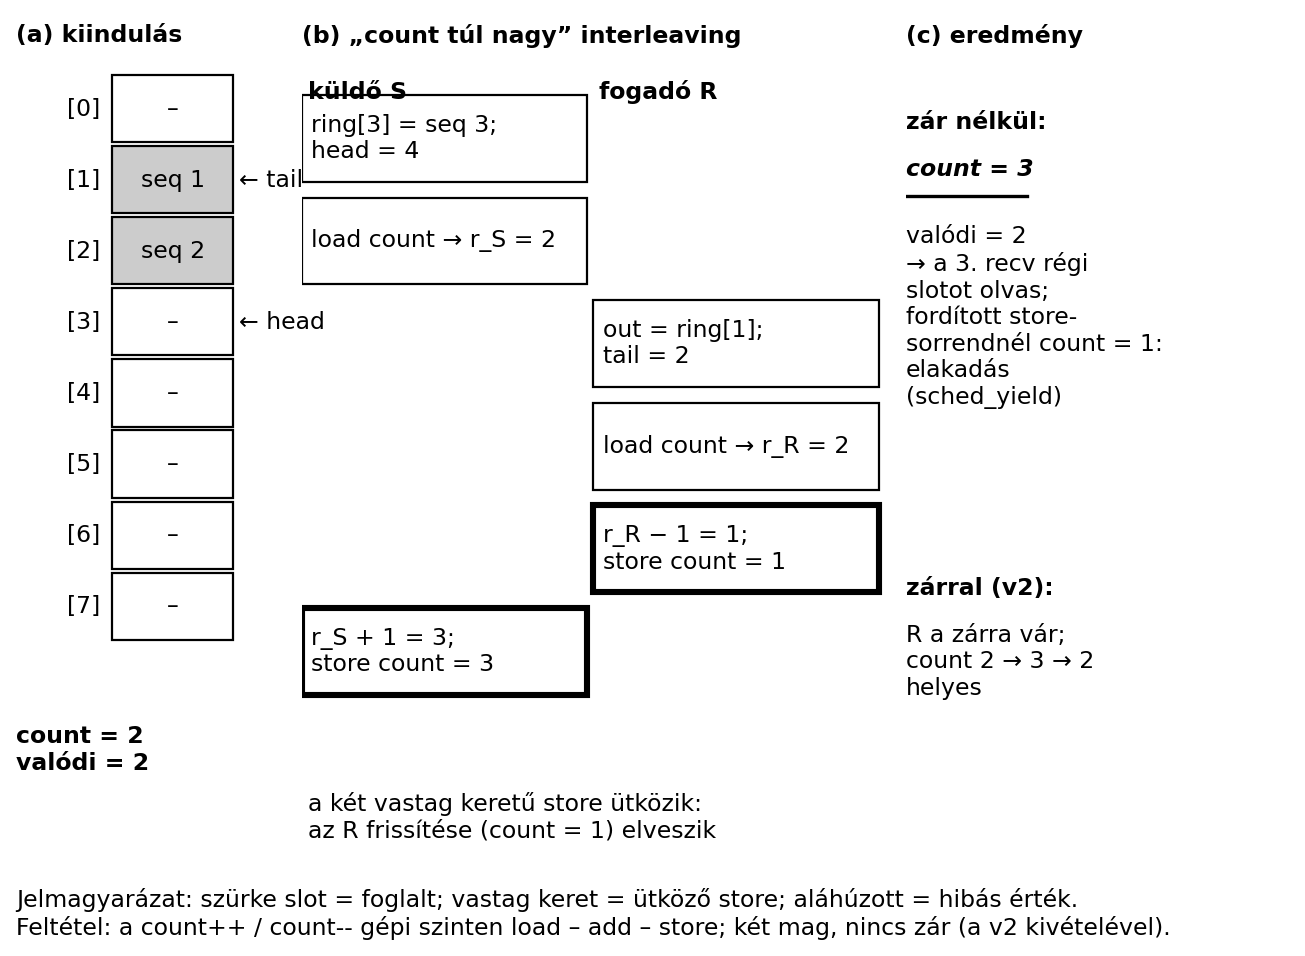 (a) kiindulás
[0] –
[1] seq 1 ← tail
[2] seq 2
[3] – ← head
[4] –
[5] –
[6] –
[7] –
count = 2
valódi = 2
(b) „count túl nagy” interleaving
küldő S
fogadó R
ring[3] = seq 3;
head = 4
load count → r_S = 2
out = ring[1];
tail = 2
load count → r_R = 2
r_R − 1 = 1;
store count = 1
r_S + 1 = 3;
store count = 3
a két vastag keretű store ütközik:
az R frissítése (count = 1) elveszik
(c) eredmény
zár nélkül:
count = 3
valódi = 2
→ a 3. recv régi
slotot olvas;
fordított store-
sorrendnél count = 1:
elakadás
(sched_yield)
zárral (v2):
R a zárra vár;
count 2 → 3 → 2
helyes
Jelmagyarázat: szürke slot = foglalt; vastag keret = ütköző store; aláhúzott = hibás érték.
Feltétel: a count++ / count-- gépi szinten load – add – store; két mag, nincs zár (a v2 kivételével).